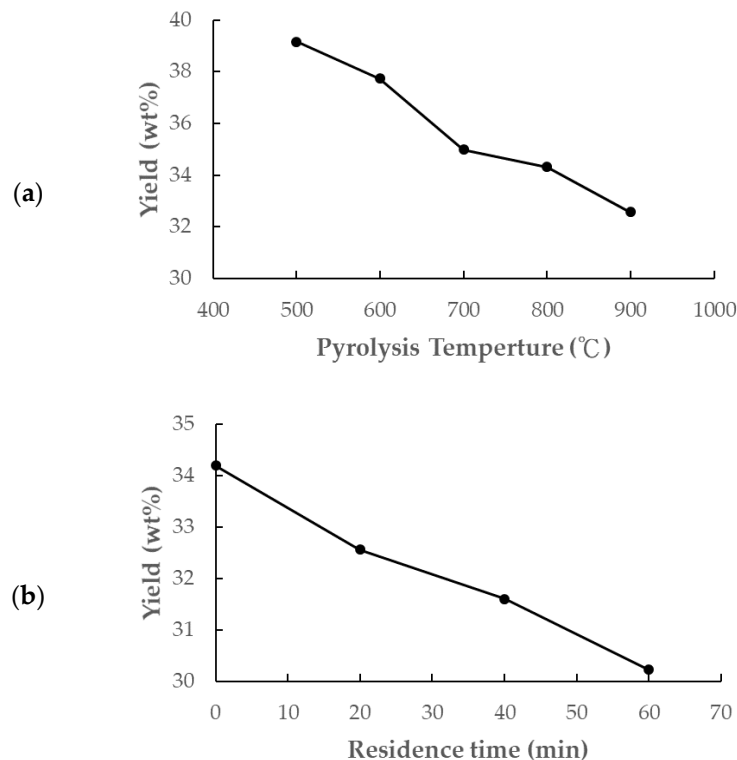 (a)
Yield (wt%)
40
38
36
34
32
30
400 500 600 700 800 900 1000
Pyrolysis Temperture (℃)
(b)
Yield (wt%)
35
34
33
32
31
30
0 10 20 30 40 50 60 70
Residence time (min)